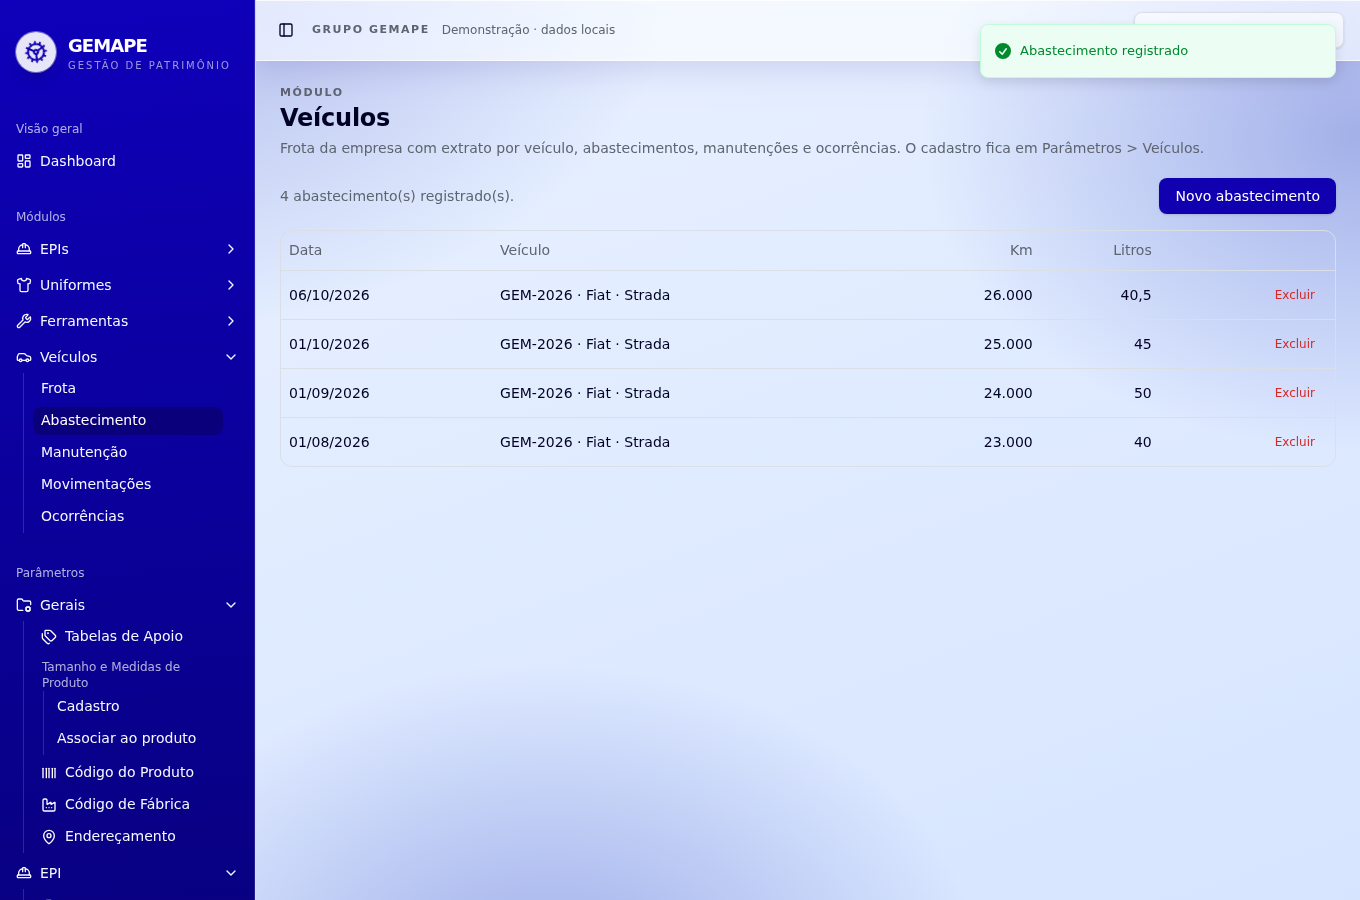 GEMAPE
GESTÃO DE PATRIMÔNIO
Visão geral
Dashboard
Módulos
EPIs
Uniformes
Ferramentas
Veículos
Frota
Abastecimento
Manutenção
Movimentações
Ocorrências
Parâmetros
Gerais
Tabelas de Apoio
Tamanho e Medidas de
Produto
Cadastro
Associar ao produto
Código do Produto
Código de Fábrica
Endereçamento
EPI
GRUPO GEMAPE Demonstração · dados locais
Abastecimento registrado
MÓDULO
Veículos
Frota da empresa com extrato por veículo, abastecimentos, manutenções e ocorrências. O cadastro fica em Parâmetros > Veículos.
4 abastecimento(s) registrado(s).
Novo abastecimento
Data Veículo Km Litros
06/10/2026 GEM-2026 · Fiat · Strada 26.000 40,5 Excluir
01/10/2026 GEM-2026 · Fiat · Strada 25.000 45 Excluir
01/09/2026 GEM-2026 · Fiat · Strada 24.000 50 Excluir
01/08/2026 GEM-2026 · Fiat · Strada 23.000 40 Excluir